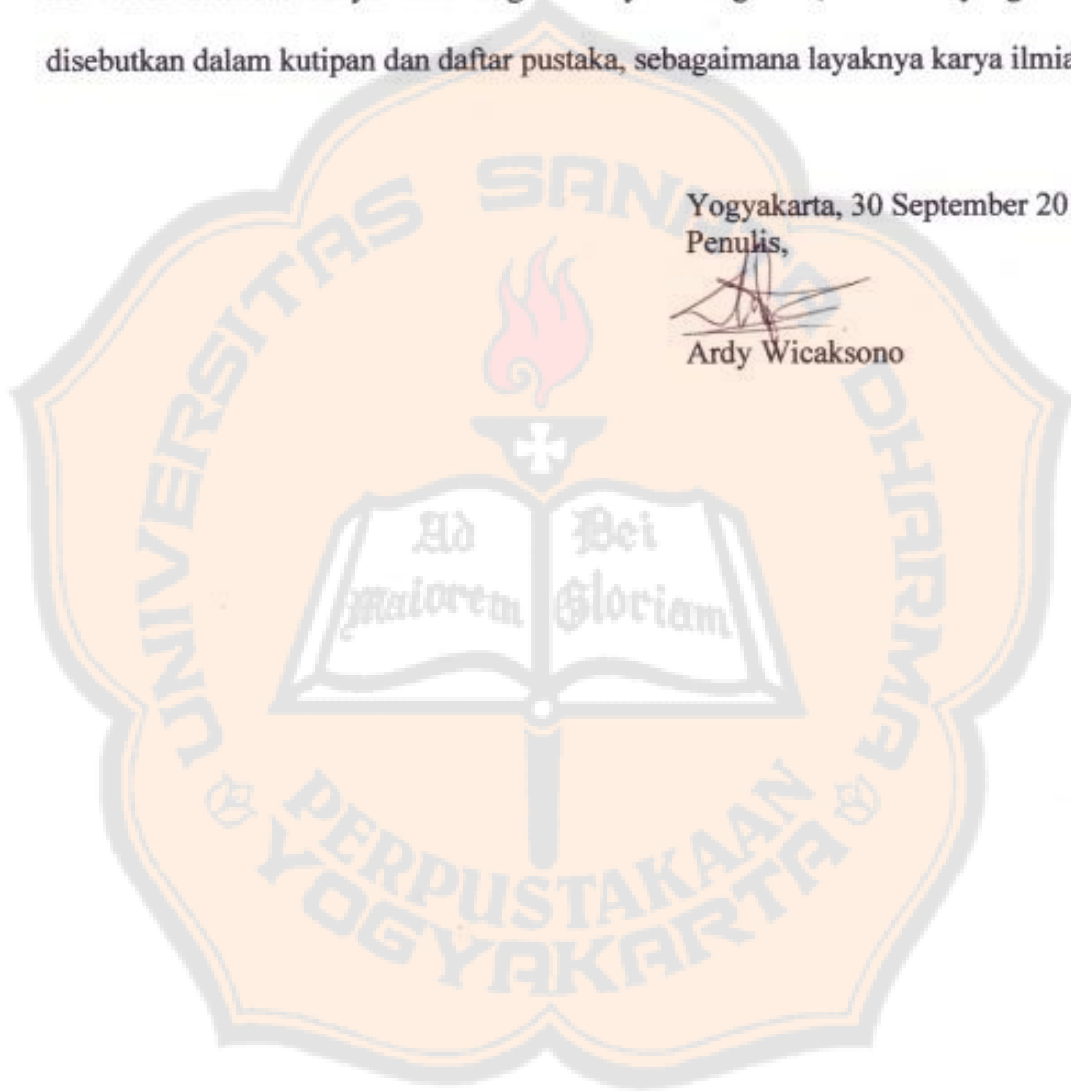 disebutkan dalam kutipan dan daftar pustaka, sebagaimana layaknya karya
Yogyakarta, 30 September 20
Penulis,
Ardy Wicaksono
UNIVERSITAS SANATA DHARMA
Ad Dei
Maiorem Gloriam
PERPUSTAKAAN
YOGYAKARTA